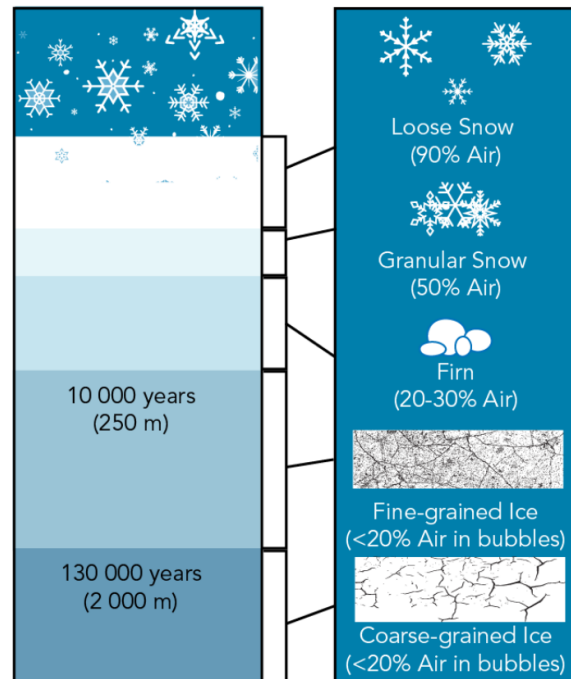 Loose Snow
(90% Air)
Granular Snow
(50% Air)
Firn
(20-30% Air)
10 000 years
(250 m)
Fine-grained Ice
(<20% Air in bubbles)
130 000 years
(2 000 m)
Coarse-grained Ice
(<20% Air in bubbles)